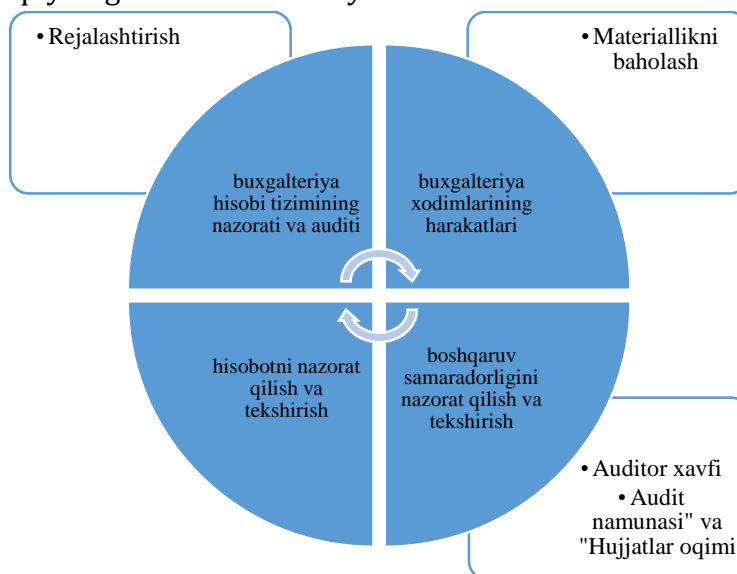 • Rejalashtirish
• Materiallikni
baholash
buxgalteriya
hisobi tizimining
nazorati va auditi
buxgalteriya
xodimlarining
harakatlari
hisobotni nazorat
qilish va
tekshirish
boshqaruv
samaradorligini
nazorat qilish va
tekshirish
• Auditor xavfi
• Audit
namunasi" va
"Hujjatlar oqimi